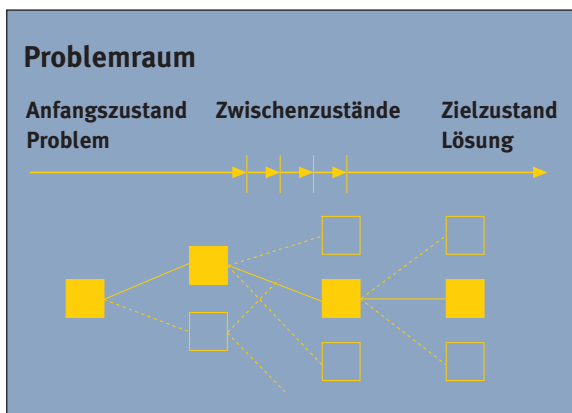 Problemraum
Anfangszustand Zwischenzustände Zielzustand
Problem Lösung